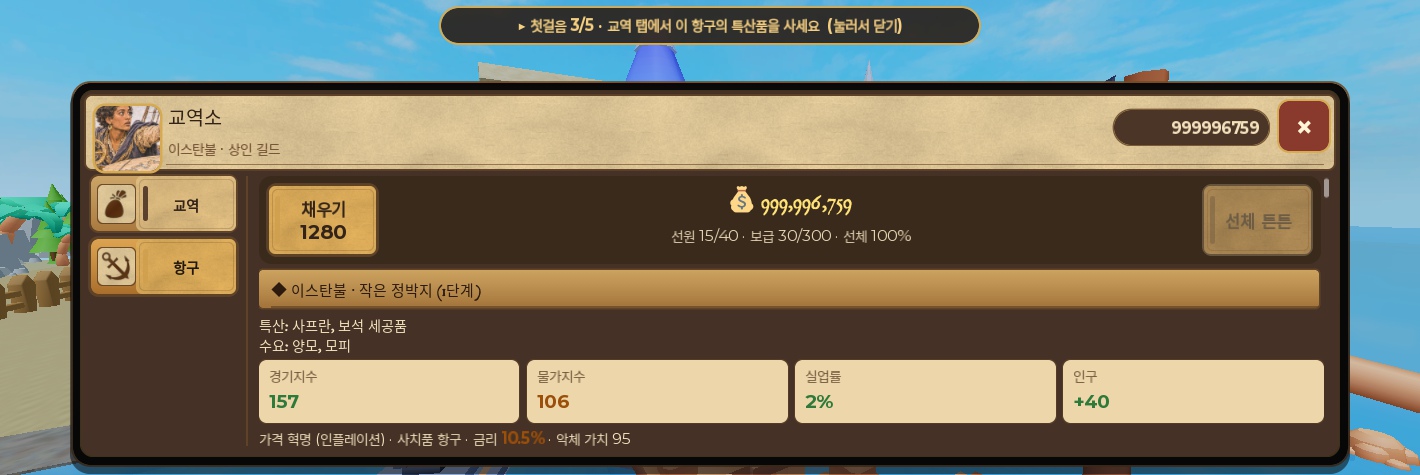 ▸ 첫걸음 3/5 · 교역 탭에서 이 항구의 특산품을 사세요 (눌러서 닫기)
교역소
이스탄불 · 상인 길드
999996759
×
교역
항구
채우기
1280
999,996,759
선원 15/40 · 보급 30/300 · 선체 100%
선체 튼튼
◆ 이스탄불 · 작은 정박지 (1단계)
특산: 사프란, 보석 세공품
수요: 양모, 모피
경기지수
157
물가지수
106
실업률
2%
인구
+40
가격 혁명 (인플레이션) · 사치품 항구 · 금리 10.5% · 악체 가치 95